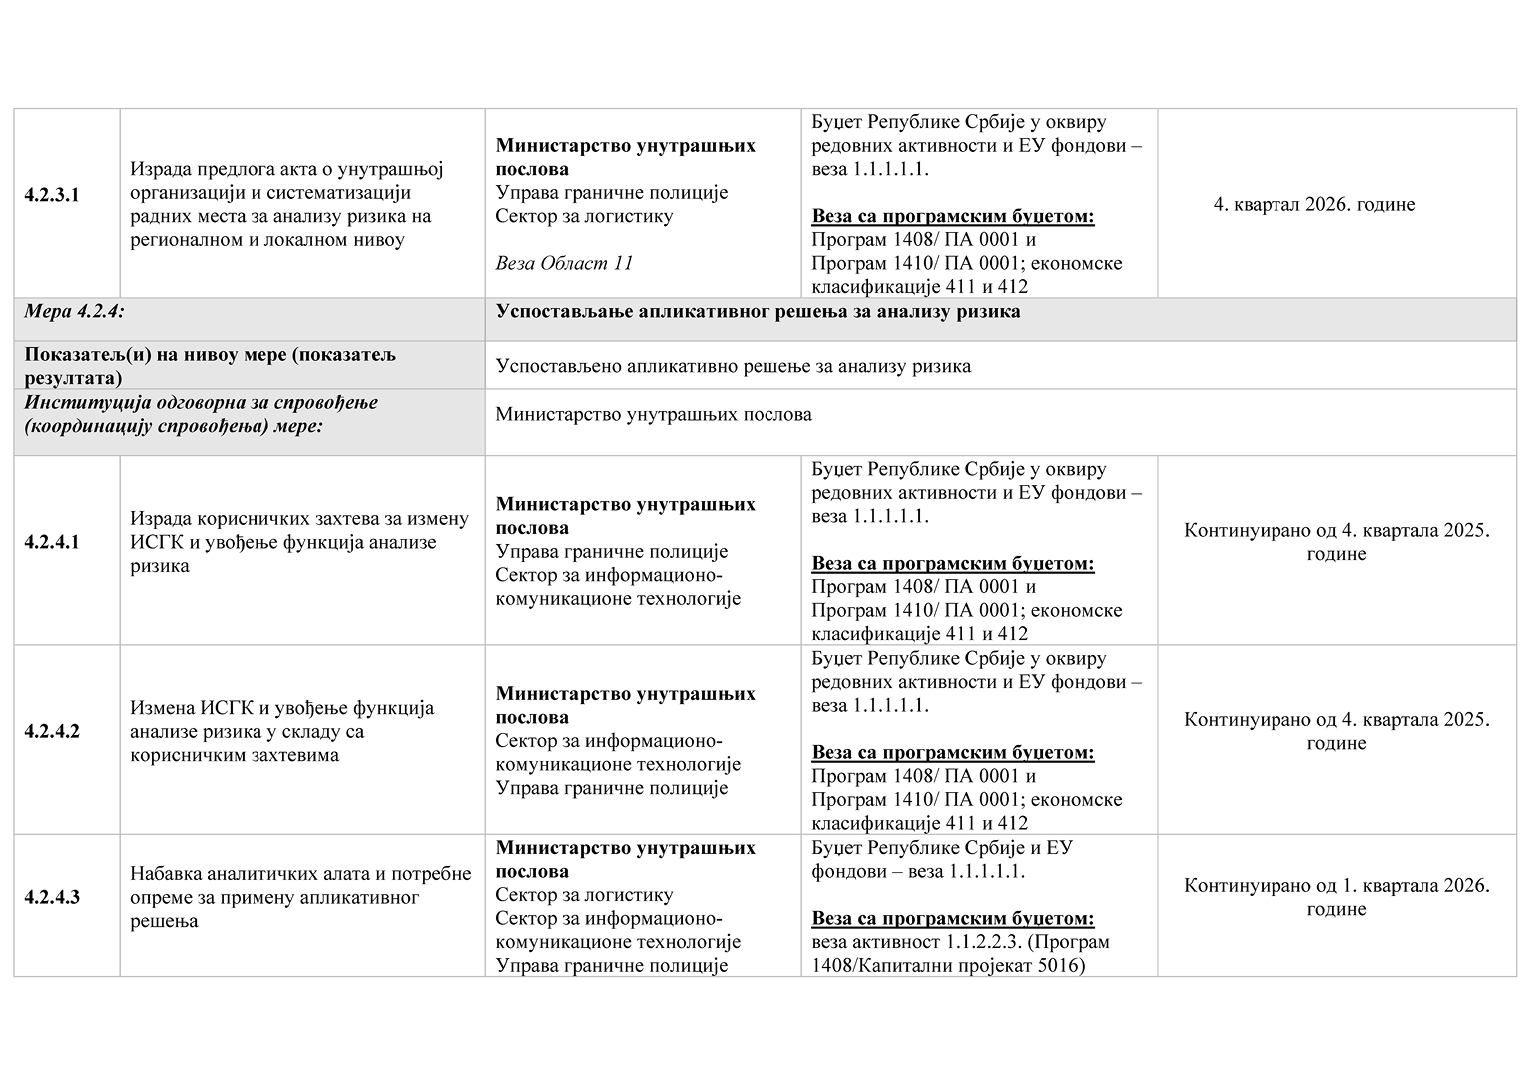 4.2.3.1
Израда предлога акта о унутрашњој
организацији и систематизацији
радних места за анализу ризика на
регионалном и локалном нивоу
Министарство унутрашњих
послова
Управа граничне полиције
Сектор за логистику
Веза Област 11
Буџет Републике Србије у оквиру
редовних активности и ЕУ фондови –
веза 1.1.1.1.1.
Веза са програмским буџетом:
Програм 1408/ ПА 0001 и
Програм 1410/ ПА 0001; економске
класификације 411 и 412
4. квартал 2026. године
Мера 4.2.4:
Успостављање апликативног решења за анализу ризика
Показатељ(и) на нивоу мере (показатељ
резултата)
Успостављено апликативно решење за анализу ризика
Институција одговорна за спровођење
(координацију спровођења) мере:
Министарство унутрашњих послова
4.2.4.1
Израда корисничких захтева за измену
ИСГК и увођење функција анализе
ризика
Министарство унутрашњих
послова
Управа граничне полиције
Сектор за информационо-
комуникационе технологије
Буџет Републике Србије у оквиру
редовних активности и ЕУ фондови –
веза 1.1.1.1.1.
Веза са програмским буџетом:
Програм 1408/ ПА 0001 и
Програм 1410/ ПА 0001; економске
класификације 411 и 412
Континуирано од 4. квартала 2025.
године
4.2.4.2
Измена ИСГК и увођење функција
анализе ризика у складу са
корисничким захтевима
Министарство унутрашњих
послова
Сектор за информационо-
комуникационе технологије
Управа граничне полиције
Буџет Републике Србије у оквиру
редовних активности и ЕУ фондови –
веза 1.1.1.1.1.
Веза са програмским буџетом:
Програм 1408/ ПА 0001 и
Програм 1410/ ПА 0001; економске
класификације 411 и 412
Континуирано од 4. квартала 2025.
године
4.2.4.3
Набавка аналитичких алата и потребне
опреме за примену апликативног
решења
Министарство унутрашњих
послова
Сектор за логистику
Сектор за информационо-
комуникационе технологије
Управа граничне полиције
Буџет Републике Србије и ЕУ
фондови – веза 1.1.1.1.1.
Веза са програмским буџетом:
веза активност 1.1.2.2.3. (Програм
1408/Капитални пројекат 5016)
Континуирано од 1. квартала 2026.
године